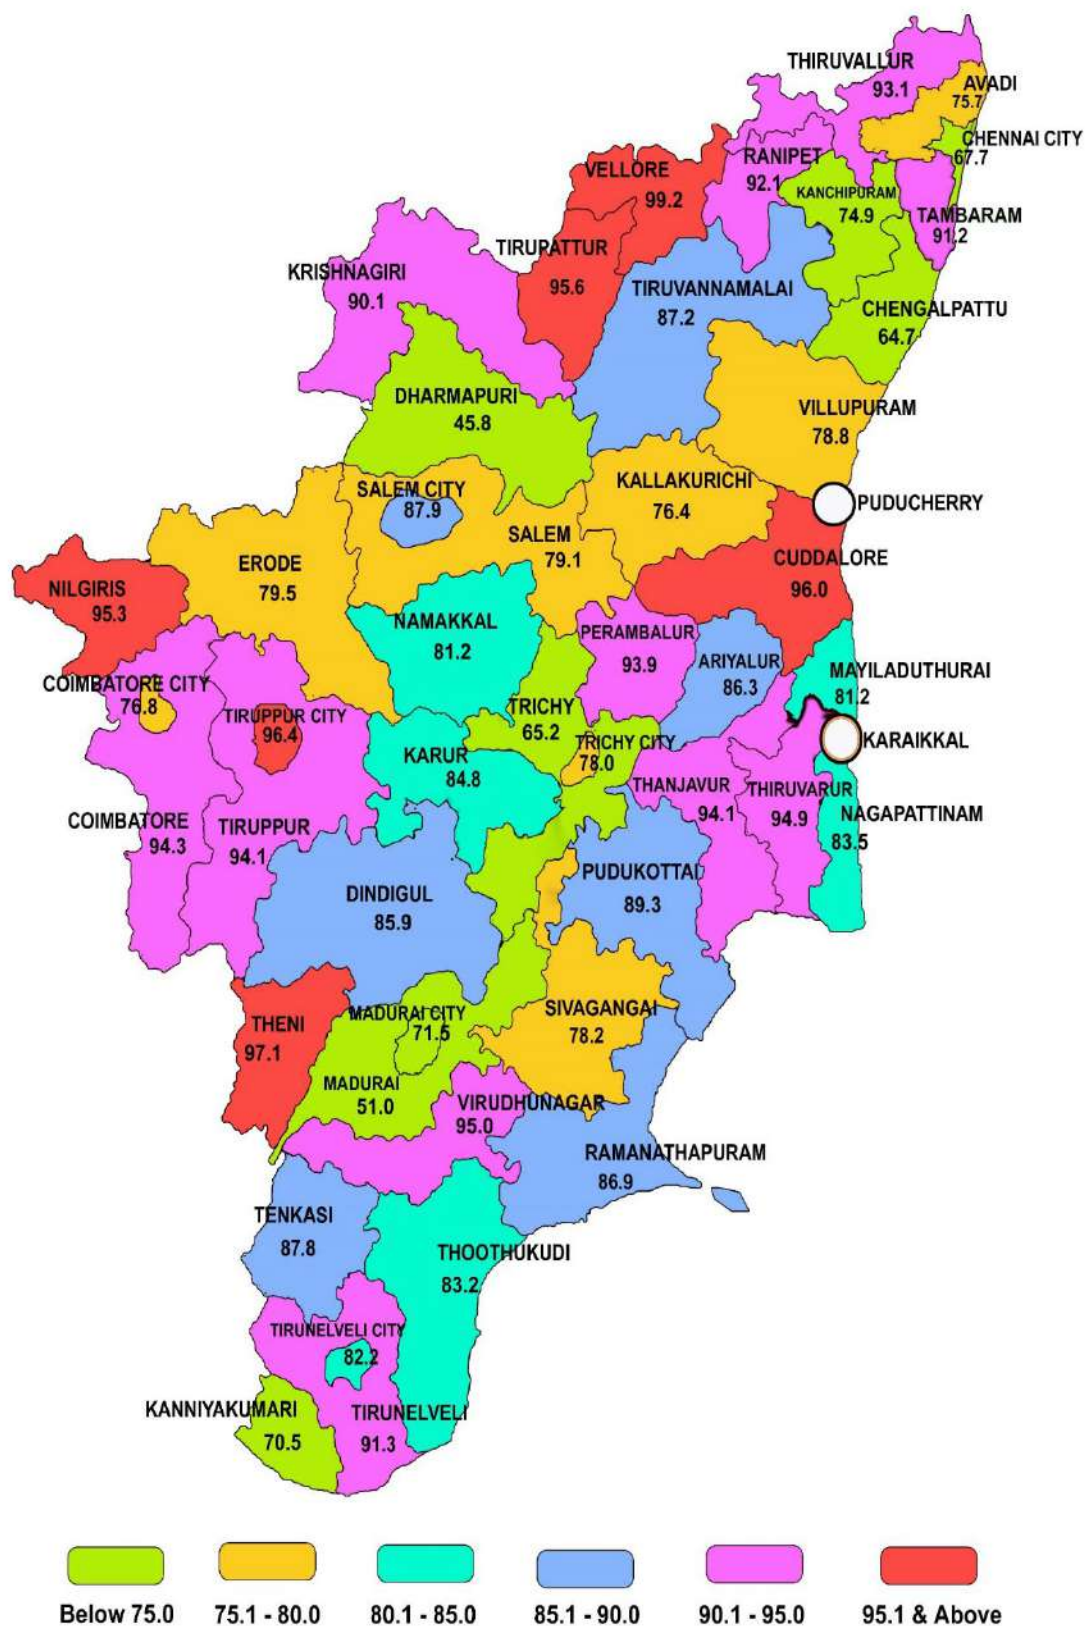 THIRUVALLUR
93.1
AVADI
75.7
CHENNAI CITY
67.7
RANIPET
92.1
VELLORE
99.2
KANCHIPURAM
74.9
TAMBARAM
91.2
TIRUPATTUR
95.6
KRISHNAGIRI
90.1
TIRUVANNAMALAI
87.2
CHENGALPATTU
64.7
DHARMAPURI
45.8
VILLUPURAM
78.8
SALEM CITY
87.9
KALLAKURICHI
76.4
PUDUCHERRY
SALEM
79.1
ERODE
79.5
CUDDALORE
96.0
NILGIRIS
95.3
NAMAKKAL
81.2
PERAMBALUR
93.9
ARIYALUR
86.3
MAYILADUTHURAI
81.2
COIMBATORE CITY
76.8
TIRUPPUR CITY
96.4
TRICHY
65.2
TRICHY CITY
78.0
KARAIKKAL
KARUR
84.8
THANJAVUR
94.1
THIRUVARUR
94.9
NAGAPATTINAM
83.5
COIMBATORE
94.3
TIRUPPUR
94.1
DINDIGUL
85.9
PUDUKOTTAI
89.3
THENI
97.1
MADURAI CITY
71.5
SIVAGANGAI
78.2
MADURAI
51.0
VIRUDHUNAGAR
95.0
RAMANATHAPURAM
86.9
TENKASI
87.8
THOOTHUKUDI
83.2
TIRUNELVELI CITY
82.2
KANNIYAKUMARI
70.5
TIRUNELVELI
91.3
Below 75.0
75.1 - 80.0
80.1 - 85.0
85.1 - 90.0
90.1 - 95.0
95.1 & Above